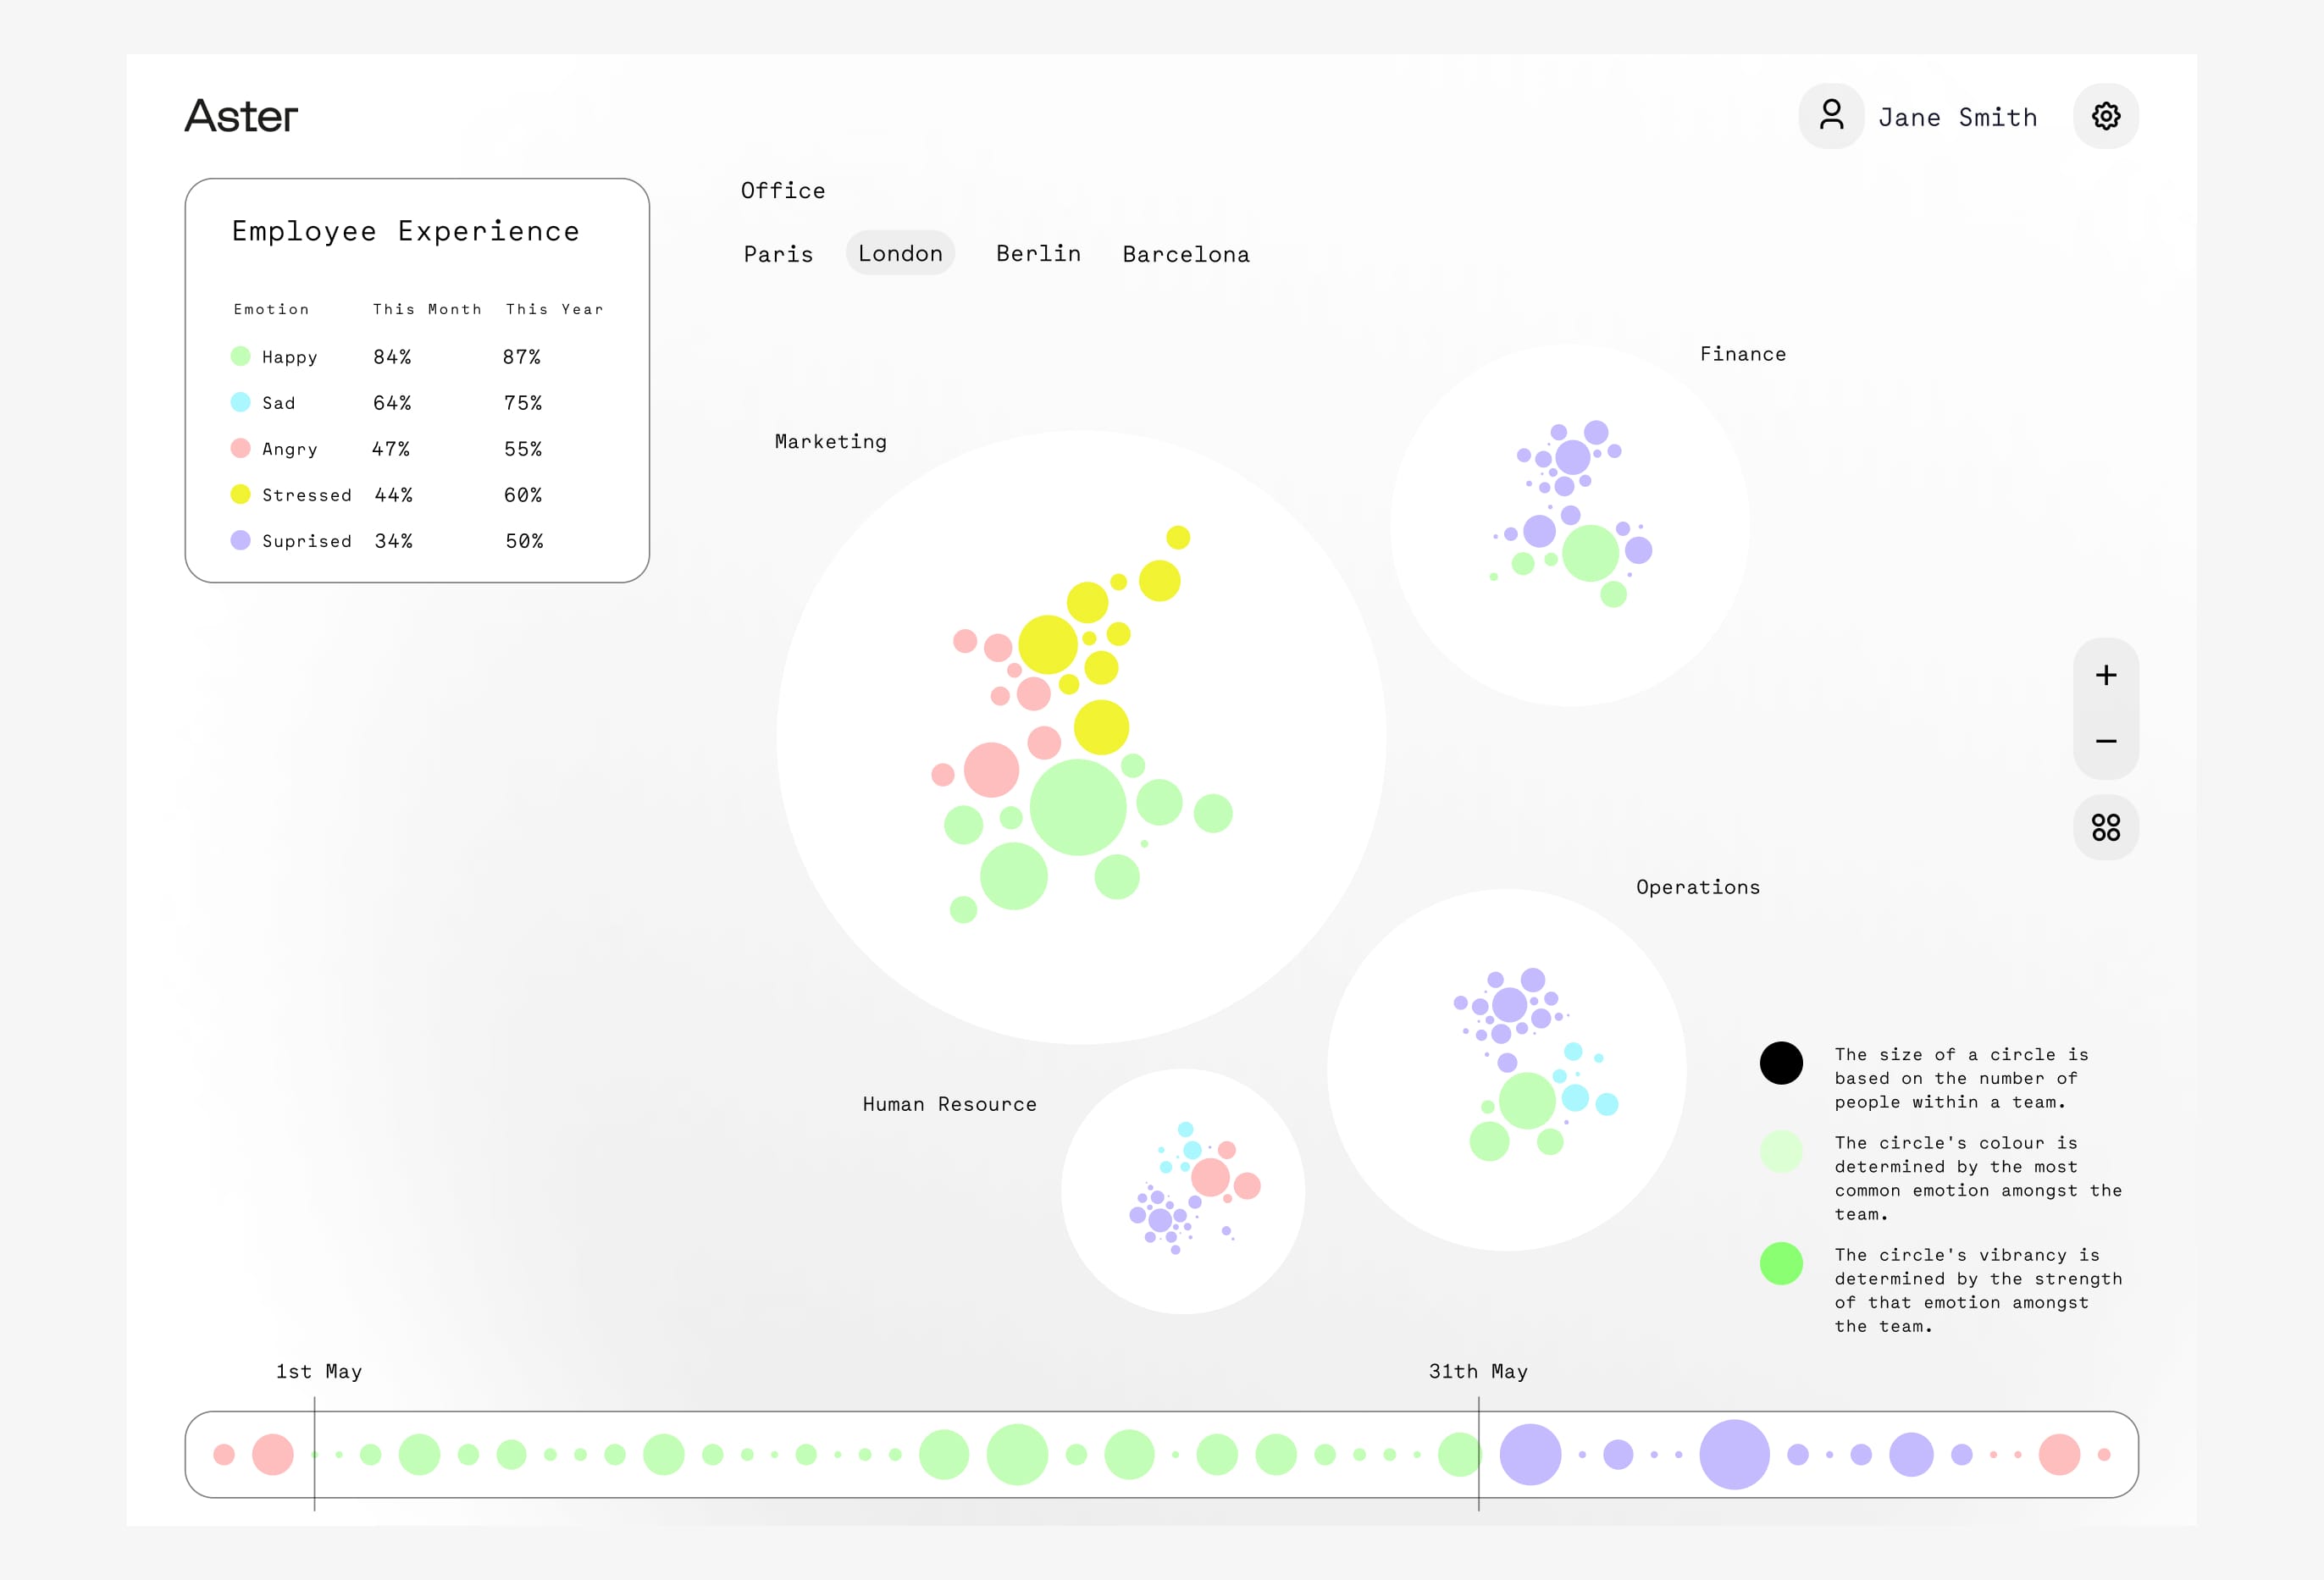 Aster
Jane Smith
Employee Experience
Emotion This Month This Year
Happy 84% 87%
Sad 64% 75%
Angry 47% 55%
Stressed 44% 60%
Suprised 34% 50%
Office
Paris London Berlin Barcelona
Finance
Marketing
+
−
Operations
Human Resource
The size of a circle is
based on the number of
people within a team.
The circle's colour is
determined by the most
common emotion amongst the
team.
The circle's vibrancy is
determined by the strength
of that emotion amongst
the team.
1st May
31th May